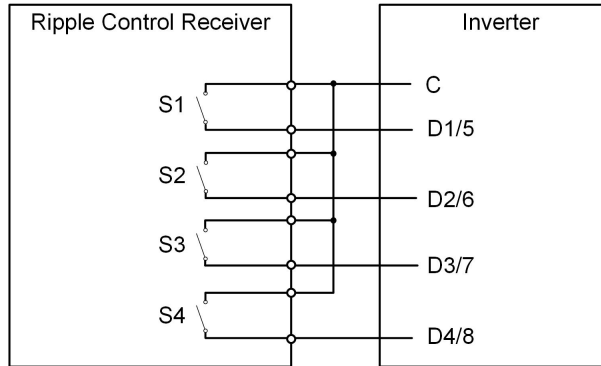 Ripple Control Receiver
Inverter
C
S1
D1/5
S2
D2/6
S3
D3/7
S4
D4/8